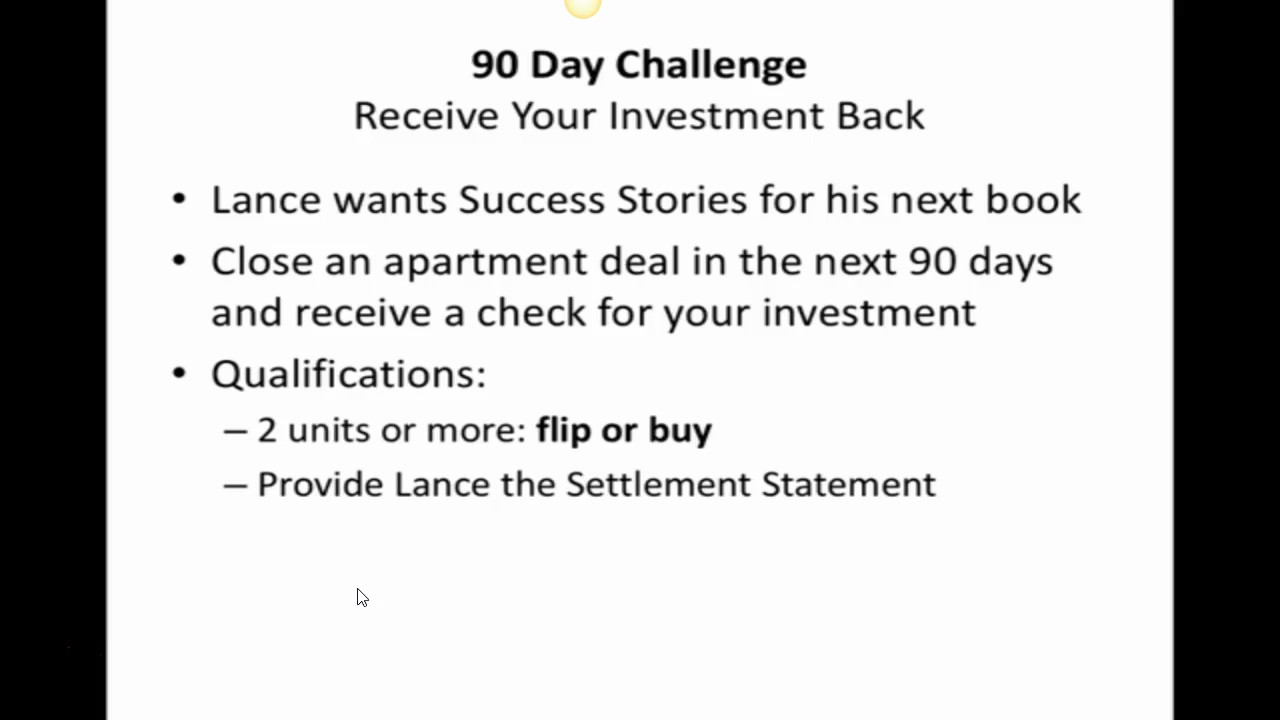 90 Day Challenge
Receive Your Investment Back
• Lance wants Success Stories for his next book
• Close an apartment deal in the next 90 days
and receive a check for your investment
• Qualifications:
– 2 units or more: flip or buy
– Provide Lance the Settlement Statement